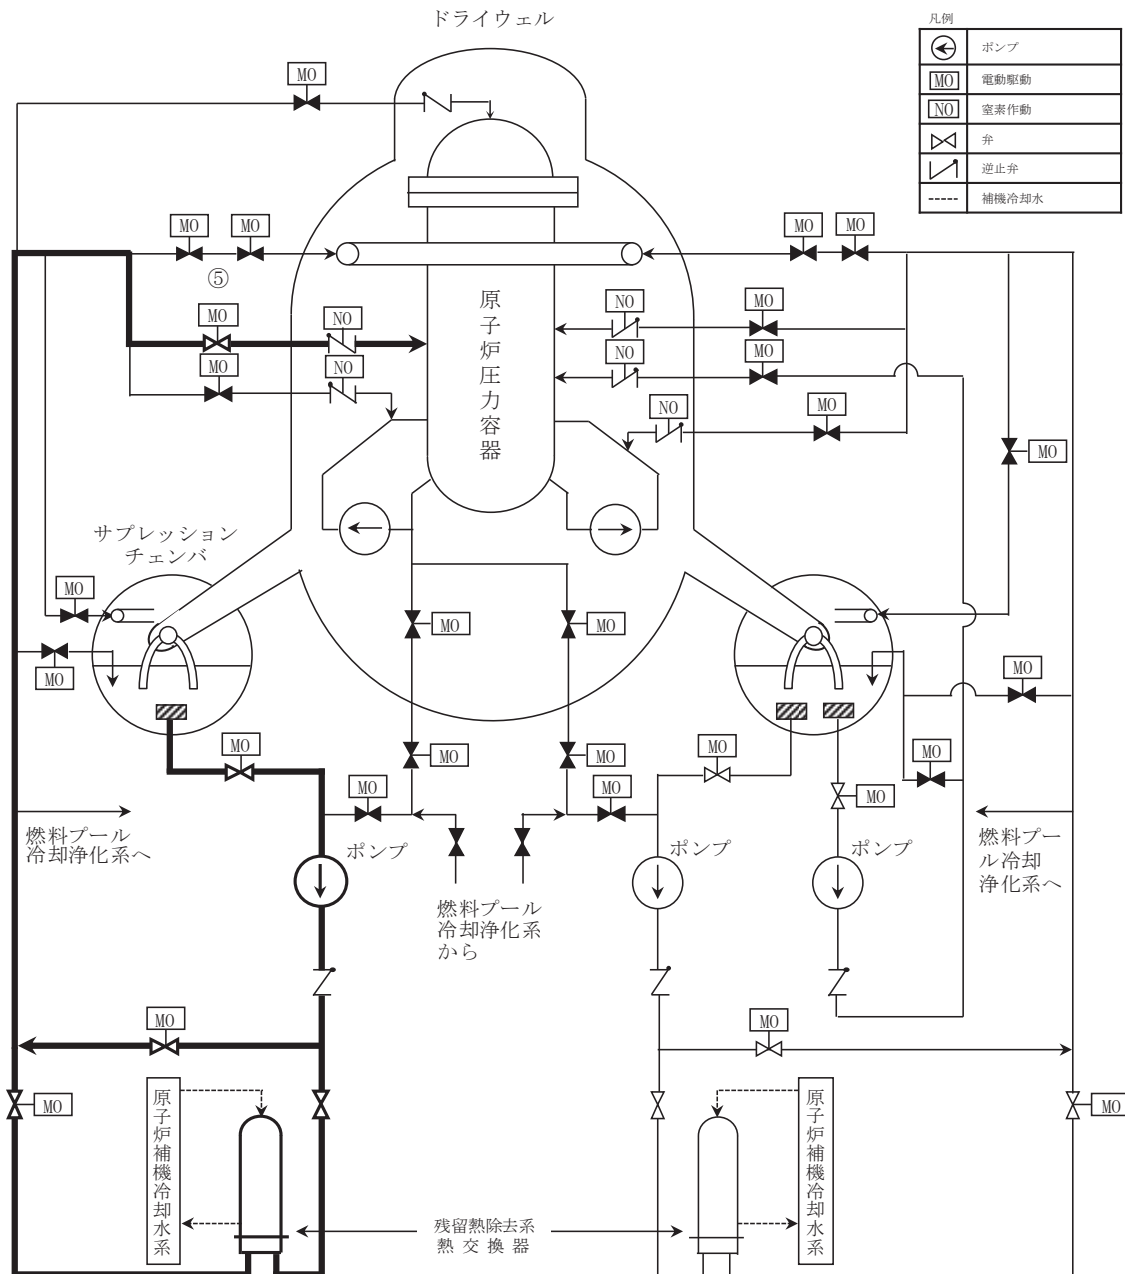 ドライウェル
凡例
ポンプ
MO
電動駆動
NO
窒素作動
弁
逆止弁
補機冷却水
MO
MO
MO
MO
MO
⑤
MO
NO
MO
NO
原子炉圧力容器
NO
MO
NO
MO
NO
MO
MO
サプレッション
チェンバ
MO
MO
MO
MO
MO
MO
MO
MO
MO
MO
MO
MO
MO
MO
燃料プール
冷却浄化系へ
ポンプ
ポンプ
ポンプ
燃料プー
ル冷却
浄化系へ
燃料プール
冷却浄化系
から
MO
MO
MO
MO
原子炉補機冷却水系
原子炉補機冷却水系
残留熱除去系
熱交換器